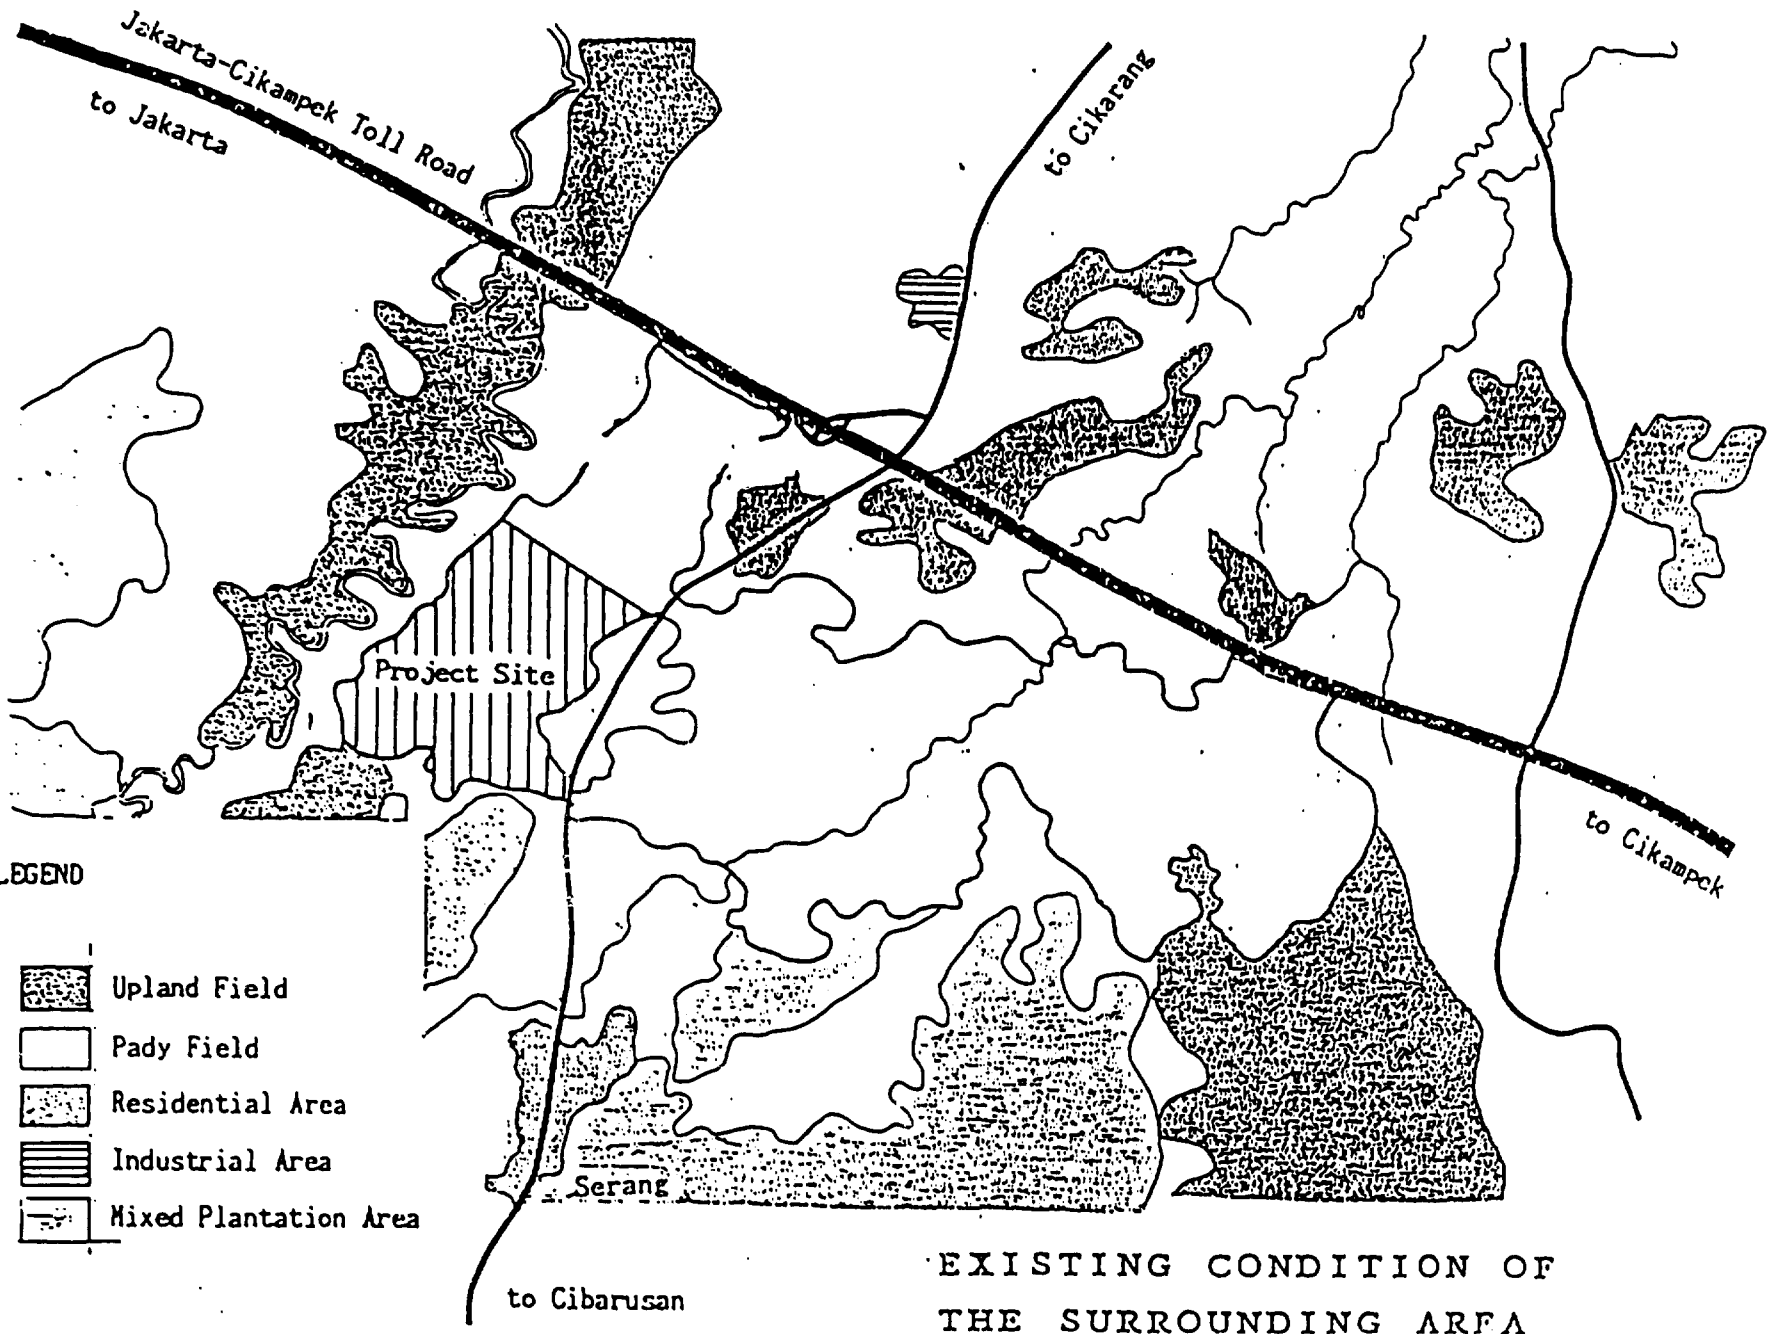 Jakarta-Cikampek Toll Road
to Jakarta
to Cikarang
Project Site
to Cikampek
LEGEND
Upland Field
Pady Field
Residential Area
Industrial Area
Mixed Plantation Area
Serang
to Cibarusan
EXISTING CONDITION OF
THE SURROUNDING AREA